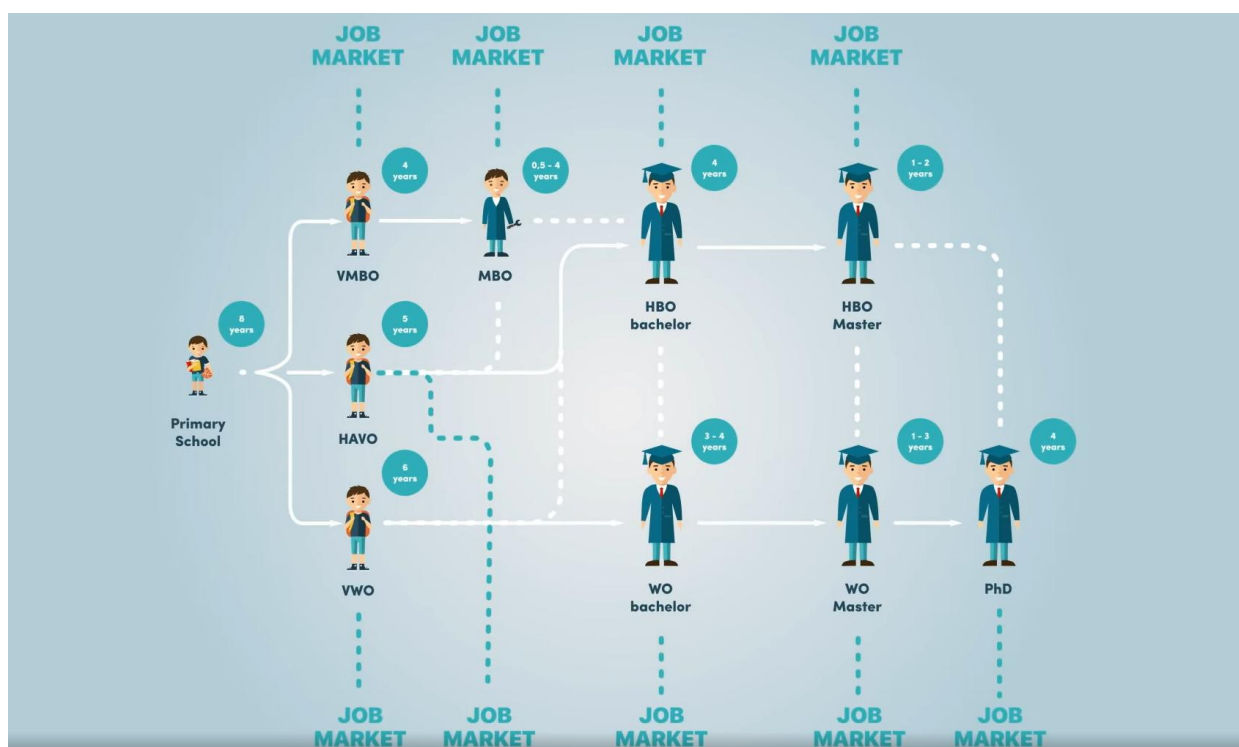 JOB
MARKET
JOB
MARKET
JOB
MARKET
JOB
MARKET
4
years
0,5 - 4
years
4
years
1 - 2
years
VMBO
MBO
HBO
bachelor
HBO
Master
8
years
5
years
Primary
School
HAVO
6
years
3 - 4
years
1 - 3
years
4
years
VWO
WO
bachelor
WO
Master
PhD
JOB
MARKET
JOB
MARKET
JOB
MARKET
JOB
MARKET
JOB
MARKET